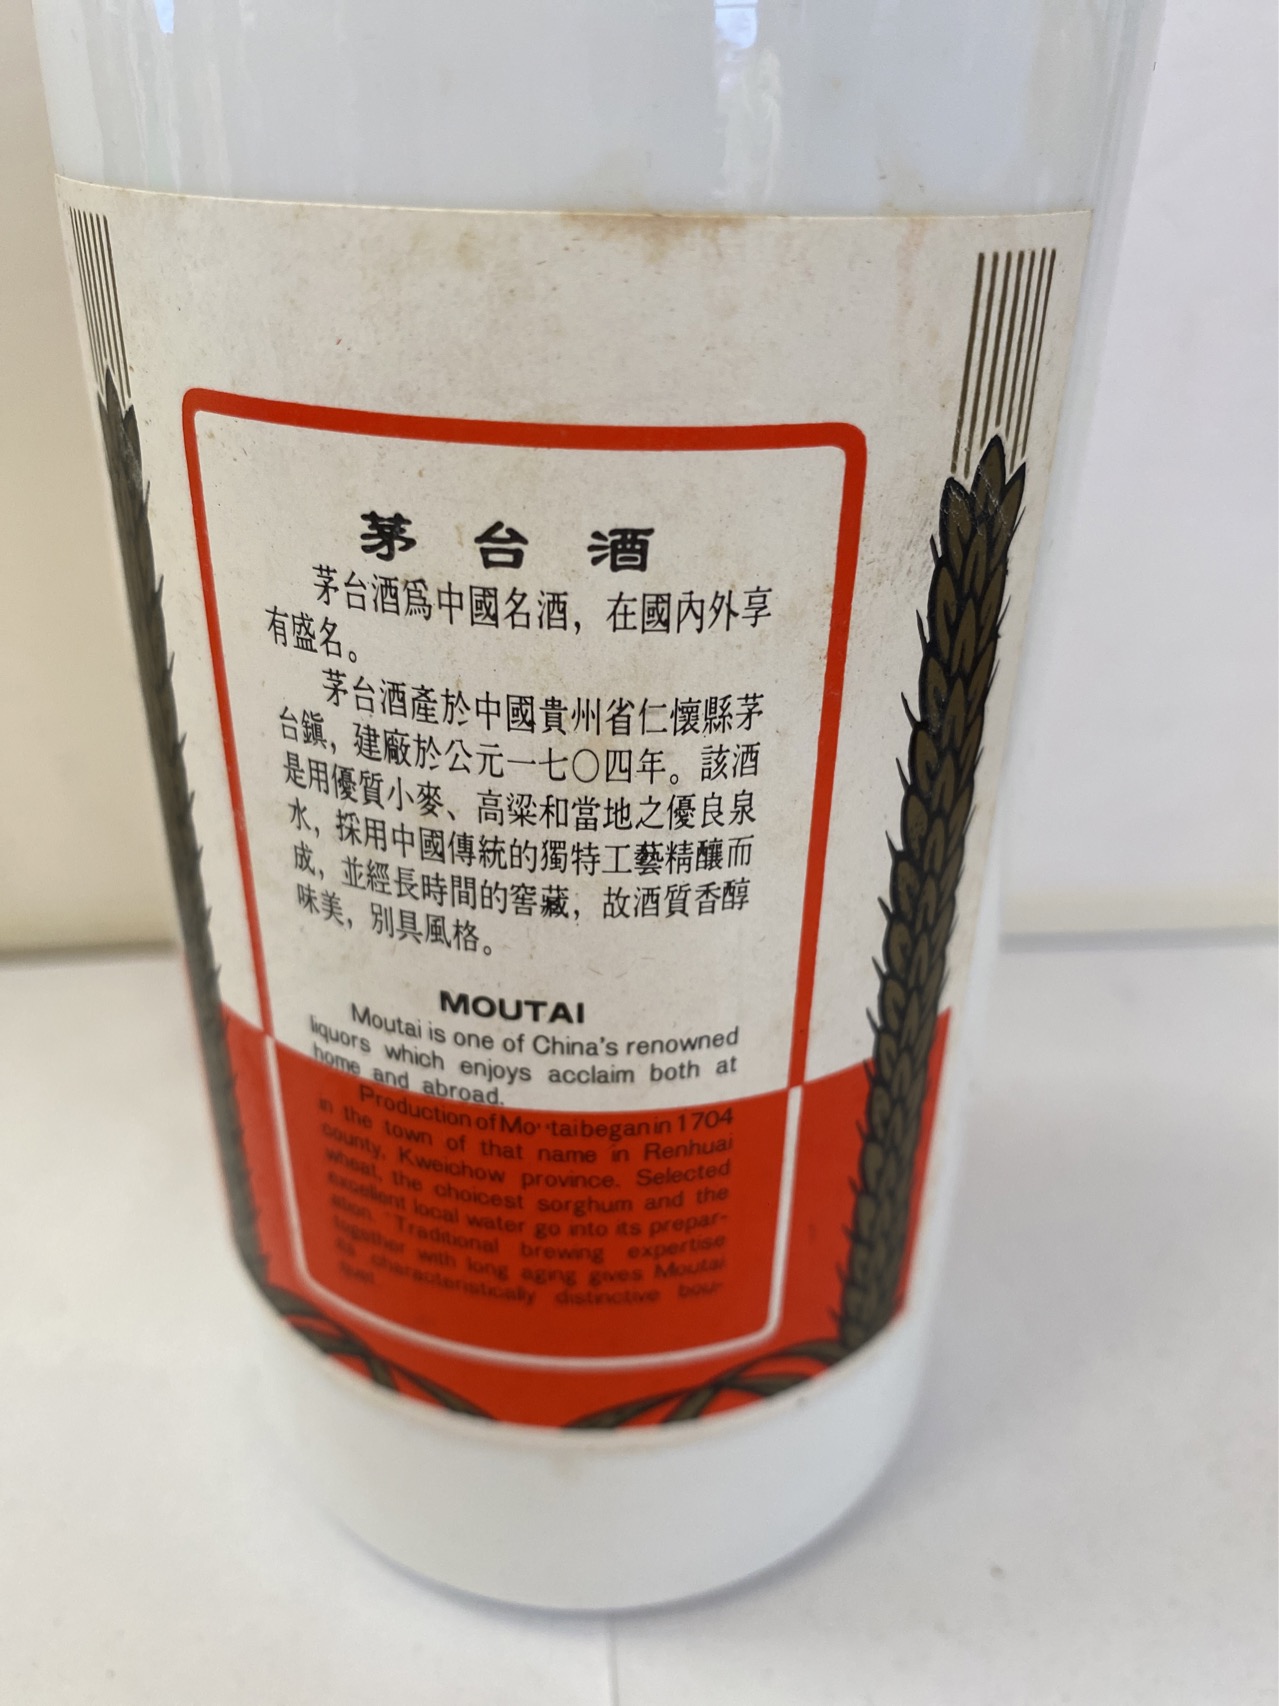 茅台酒
茅台酒爲中國名酒，在國內外享
有盛名。
茅台酒產於中國貴州省仁懷縣茅
台鎭，建廠於公元一七〇四年。該酒
是用優質小麥、高粱和當地之優良泉
水，採用中國傳統的獨特工藝精釀而
成，並經長時間的窖藏，故酒質香醇
味美，別具風格。
MOUTAI
Moutai is one of China's renowned
liquors which enjoys acclaim both at
home and abroad.
Production of Moutai began in 1704
in the town of that name in Renhuai
county, Kweichow province. Selected
wheat, the choicest sorghum and the
excellent local water go into its prepar-
ation. Traditional brewing expertise
together with long aging gives Moutai
characteristically distinctive bou-